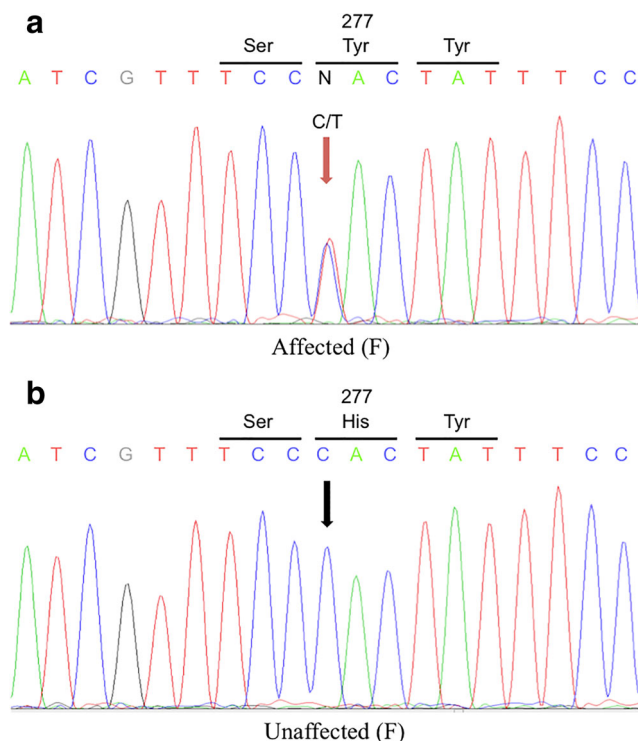 a
277
Ser Tyr Tyr
A T C G T T T C C N A C T A T T T C C
C/T
Affected (F)
b
277
Ser His Tyr
A T C G T T T C C C A C T A T T T C C
Unaffected (F)